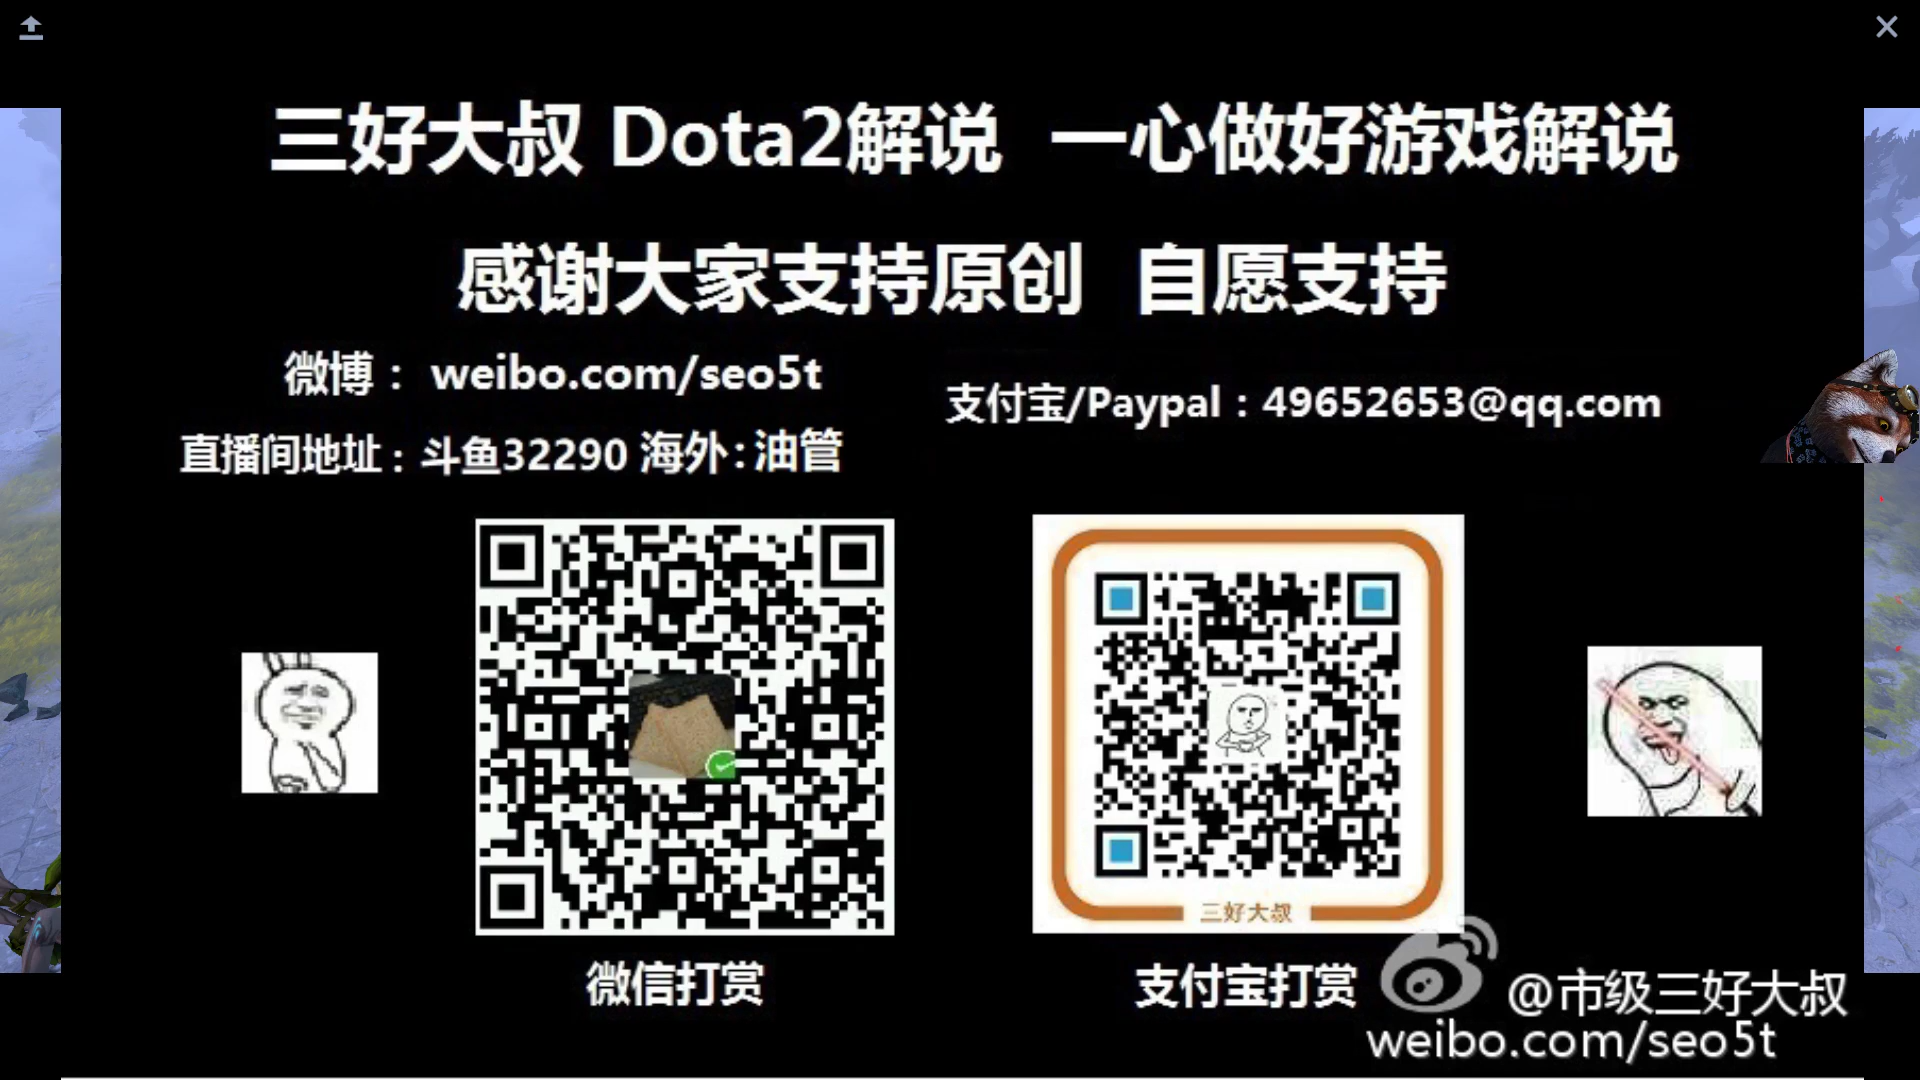 三好大叔 Dota2解说 一心做好游戏解说
感谢大家支持原创 自愿支持
微博：weibo.com/seo5t
支付宝/Paypal：49652653@qq.com
直播间地址：斗鱼32290 海外:油管
三好大叔
微信打赏
支付宝打赏
@市级三好大叔
weibo.com/seo5t